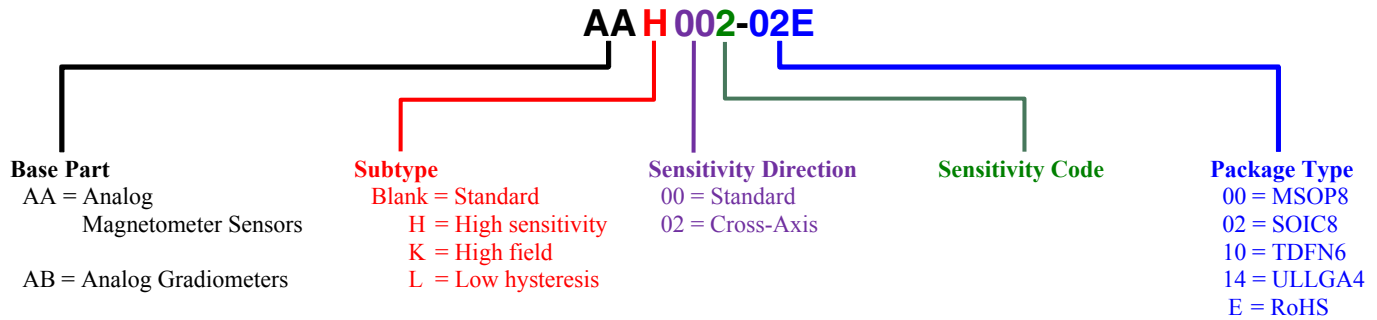 AA H 002-02E
Base Part
AA = Analog
Magnetometer Sensors
AB = Analog Gradiometers
Subtype
Blank = Standard
H = High sensitivity
K = High field
L = Low hysteresis
Sensitivity Direction
00 = Standard
02 = Cross-Axis
Sensitivity Code
Package Type
00 = MSOP8
02 = SOIC8
10 = TDFN6
14 = ULLGA4
E = RoHS